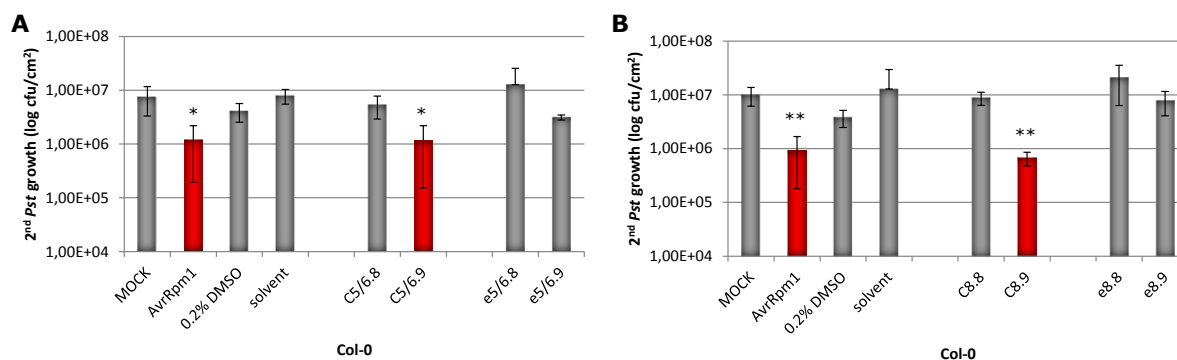 A
2nd Pst growth (log cfu/cm2)
1,00E+08
1,00E+07
1,00E+06
1,00E+05
1,00E+04
*
*
MOCK
AvrRpm1
0.2% DMSO
solvent
C5/6.8
C5/6.9
e5/6.8
e5/6.9
Col-0
B
2nd Pst growth (log cfu/cm2)
1,00E+08
1,00E+07
1,00E+06
1,00E+05
1,00E+04
**
**
MOCK
AvrRpm1
0.2% DMSO
solvent
C8.8
C8.9
e8.8
e8.9
Col-0